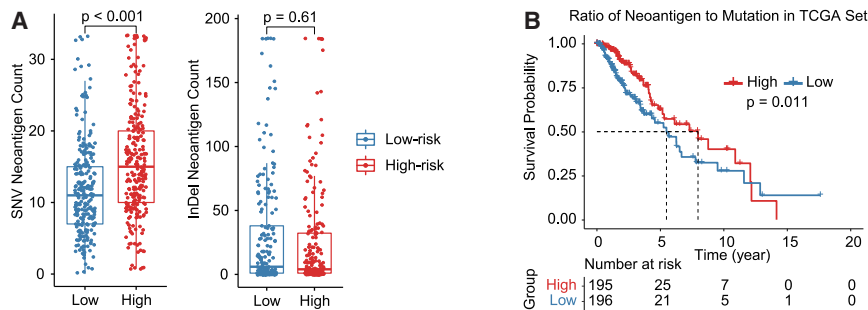 A
p < 0.001
p = 0.61
SNV Neoantigen Count
30
20
10
0
Low
High
InDel Neoantigen Count
200
150
100
50
0
Low
High
Low-risk
High-risk
B
Ratio of Neoantigen to Mutation in TCGA Set
Survival Probability
1.00
0.75
0.50
0.25
0.00
High
Low
p = 0.011
0
5
10
15
20
Time (year)
Number at risk
Group
High 195 25 7 0 0
Low 196 21 5 1 0